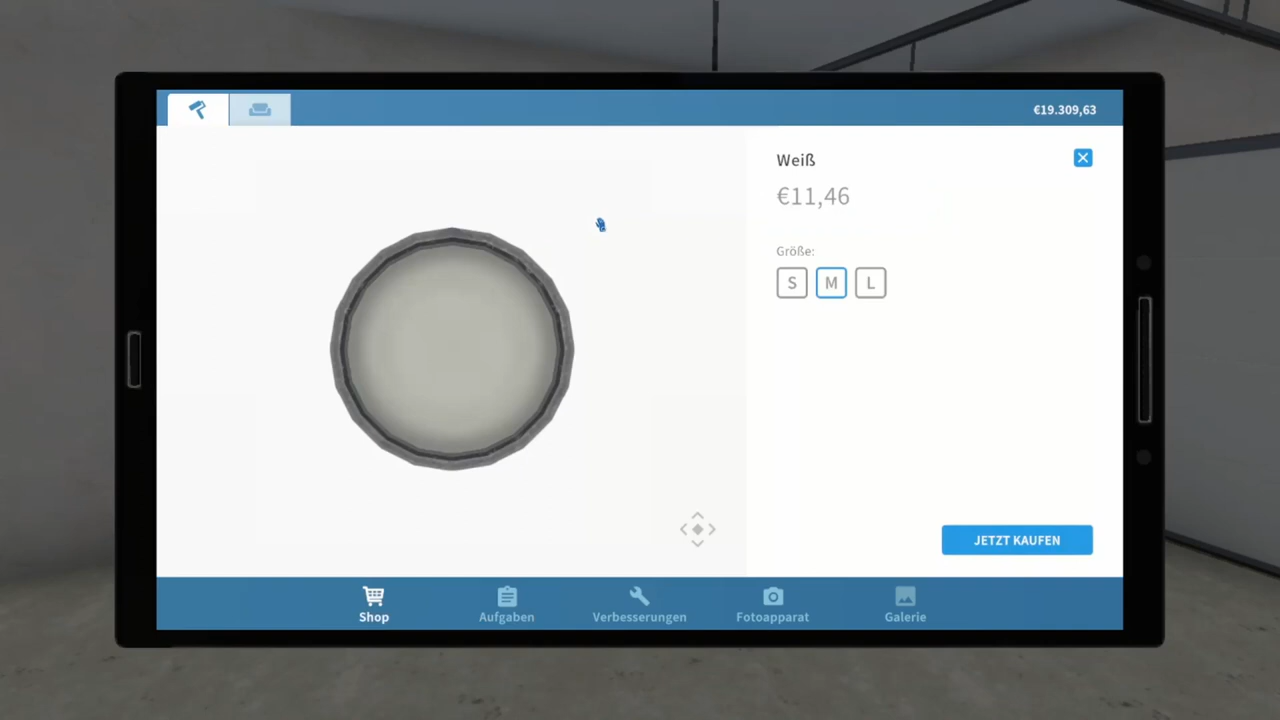 €19.309,63
Weiß
€11,46
Größe:
S M L
JETZT KAUFEN
Shop Aufgaben Verbesserungen Fotoapparat Galerie